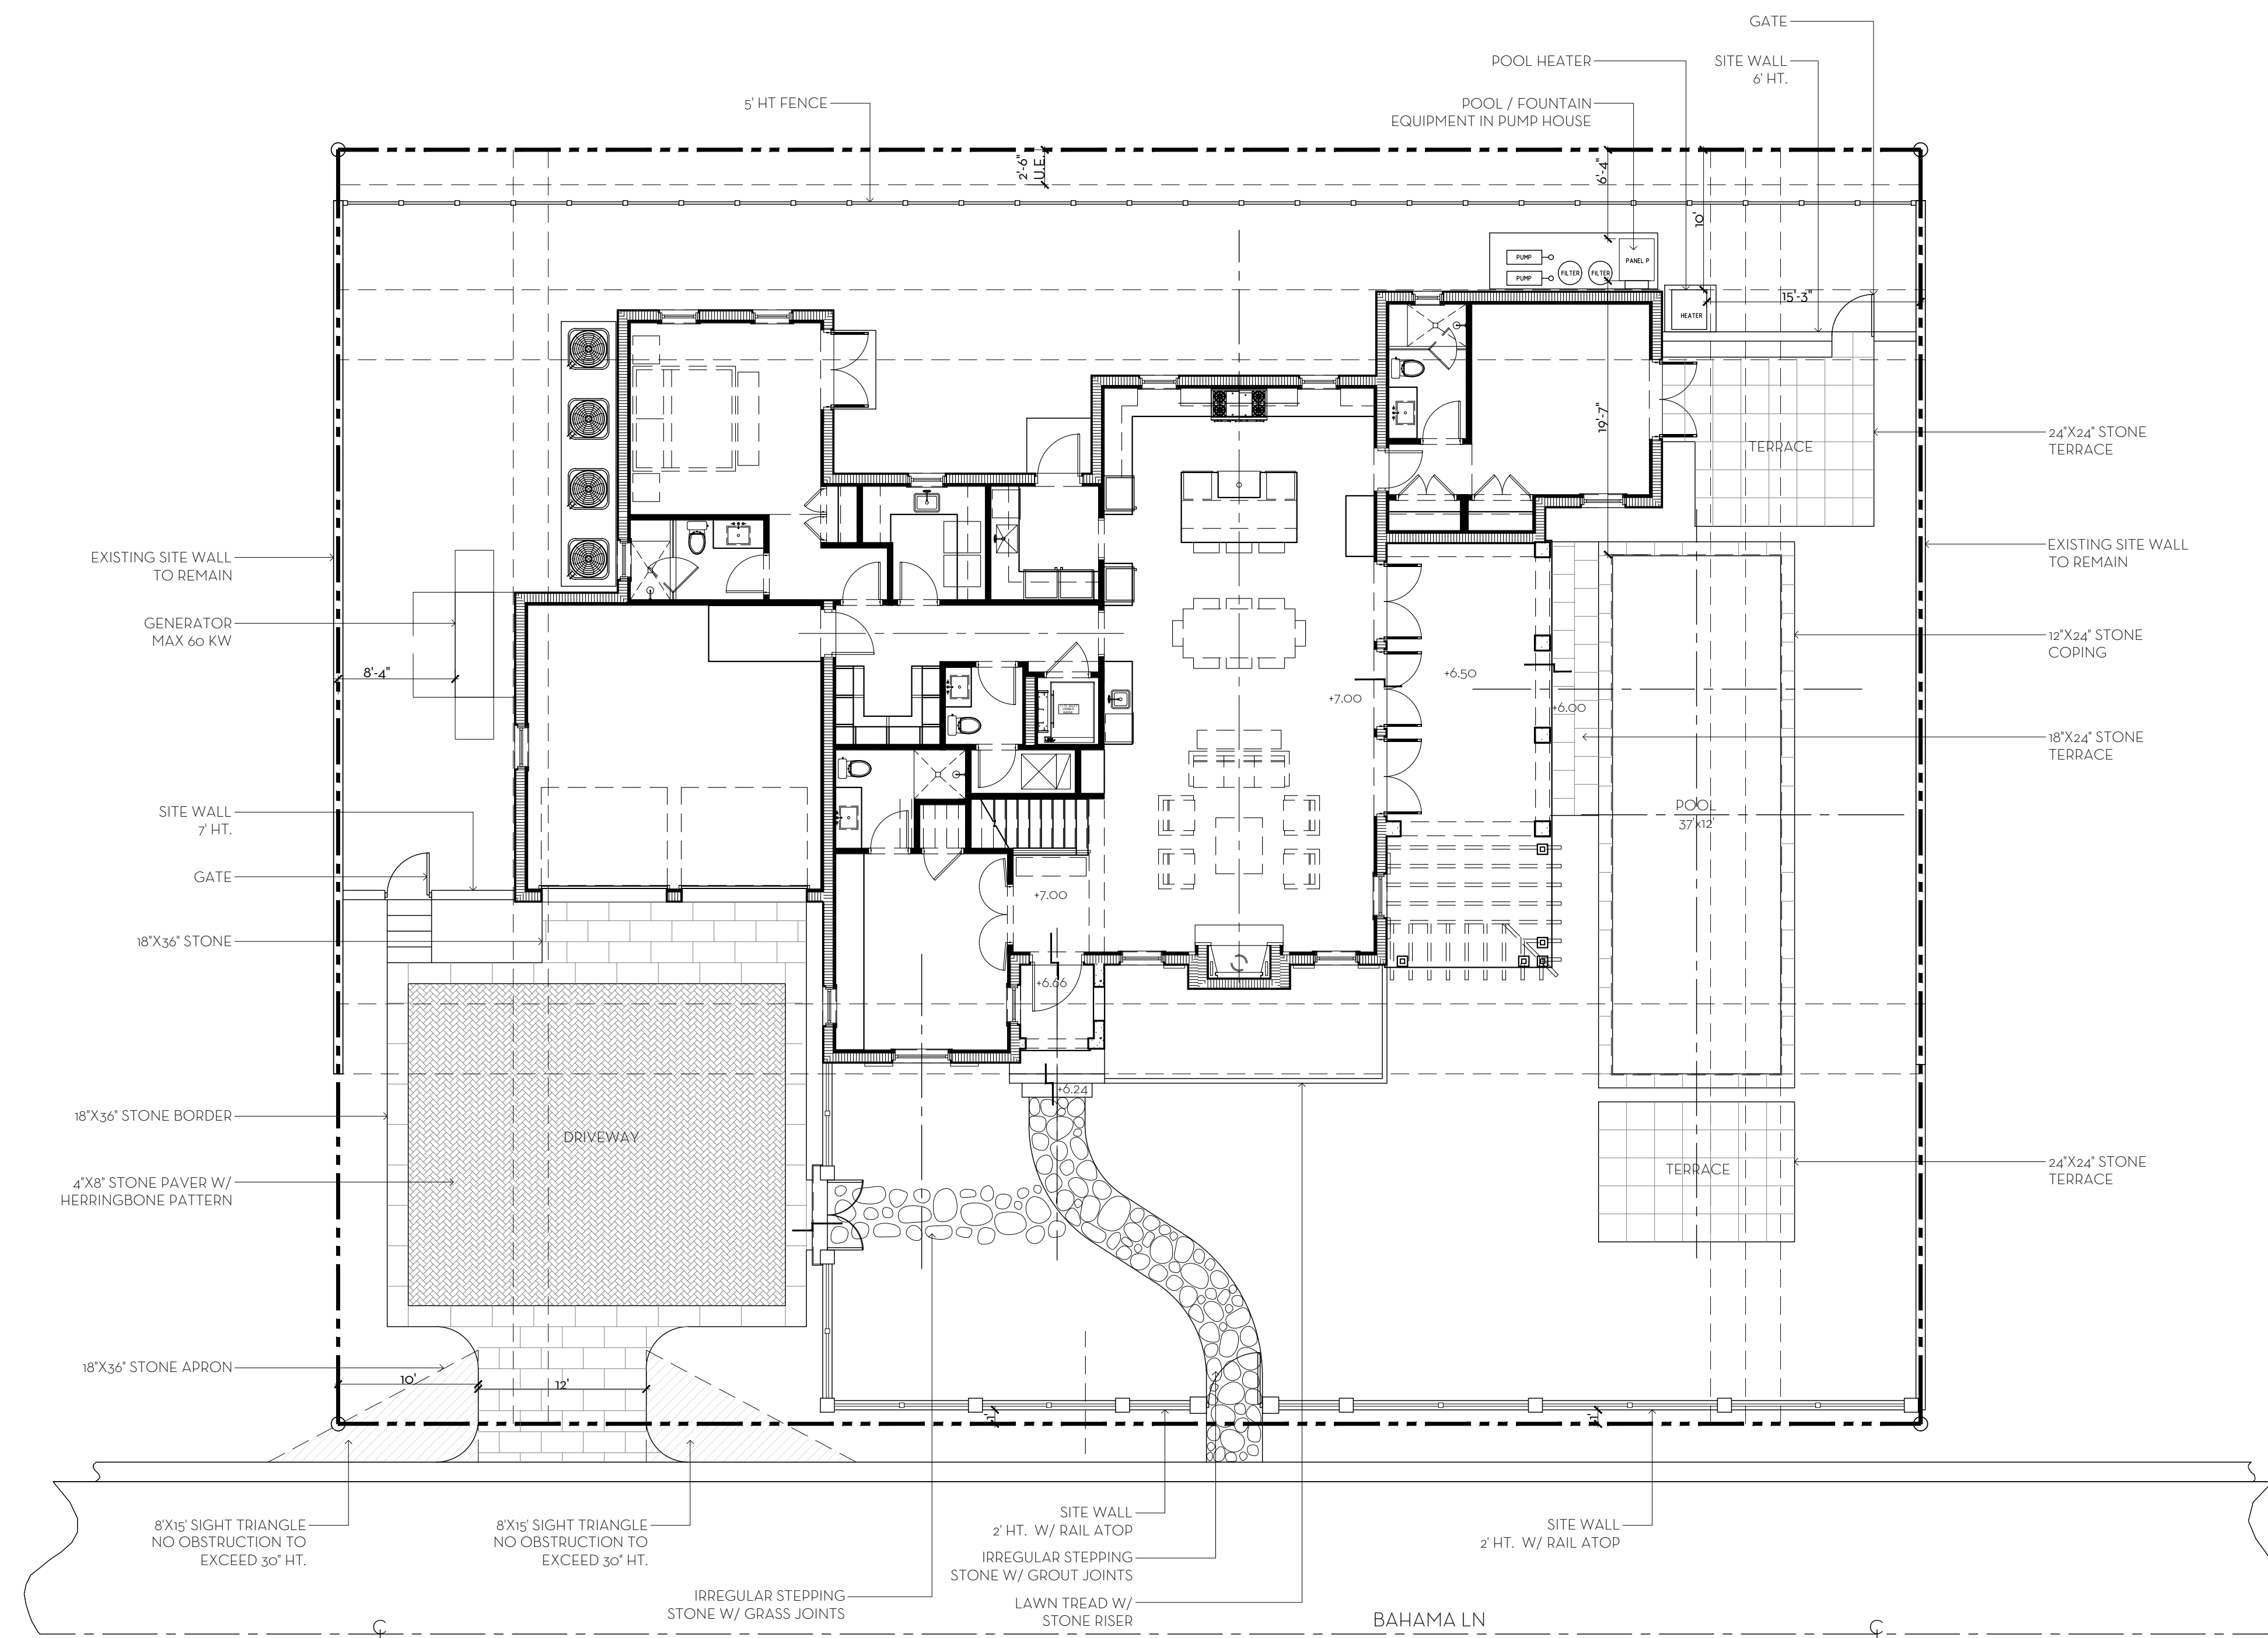 GATE
POOL HEATER
SITE WALL
6' HT.
5' HT FENCE
POOL / FOUNTAIN
EQUIPMENT IN PUMP HOUSE
2'-6"
U.E.
6'-4"
10'
PUMP
PUMP
FILTER
FILTER
PANEL P
HEATER
15'-3"
19'-7"
TERRACE
24"X24" STONE
TERRACE
EXISTING SITE WALL
TO REMAIN
EXISTING SITE WALL
TO REMAIN
GENERATOR
MAX 60 KW
8'-4"
12"X24" STONE
COPING
+6.50
+7.00
+6.00
18"X24" STONE
TERRACE
POOL
37'x12'
SITE WALL
7' HT.
GATE
+7.00
18"X36" STONE
+6.66
+6.24
18"X36" STONE BORDER
DRIVEWAY
4"X8" STONE PAVER W/
HERRINGBONE PATTERN
TERRACE
24"X24" STONE
TERRACE
18"X36" STONE APRON
10'
12'
1'
1'
8'X15' SIGHT TRIANGLE
NO OBSTRUCTION TO
EXCEED 30" HT.
8'X15' SIGHT TRIANGLE
NO OBSTRUCTION TO
EXCEED 30" HT.
SITE WALL
2' HT. W/ RAIL ATOP
SITE WALL
2' HT. W/ RAIL ATOP
IRREGULAR STEPPING
STONE W/ GROUT JOINTS
IRREGULAR STEPPING
STONE W/ GRASS JOINTS
LAWN TREAD W/
STONE RISER
BAHAMA LN